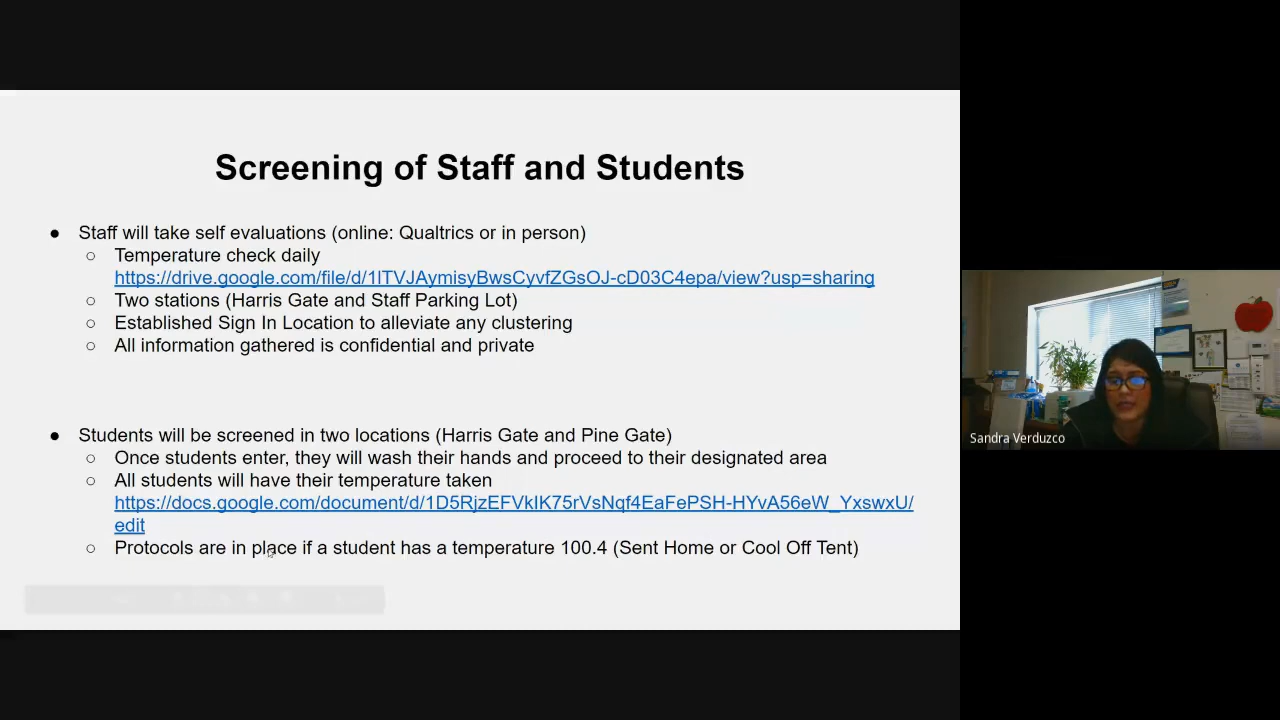 Screening of Staff and Students
● Staff will take self evaluations (online: Qualtrics or in person)
○ Temperature check daily
https://drive.google.com/file/d/1lTVJAymisyBwsCyvfZGsOJ-cD03C4epa/view?usp=sharing
○ Two stations (Harris Gate and Staff Parking Lot)
○ Established Sign In Location to alleviate any clustering
○ All information gathered is confidential and private
● Students will be screened in two locations (Harris Gate and Pine Gate)
○ Once students enter, they will wash their hands and proceed to their designated area
○ All students will have their temperature taken
https://docs.google.com/document/d/1D5RjzEFVkIK75rVsNqf4EaFePSH-HYvA56eW_YxswxU/
edit
○ Protocols are in place if a student has a temperature 100.4 (Sent Home or Cool Off Tent)
Sandra Verduzco